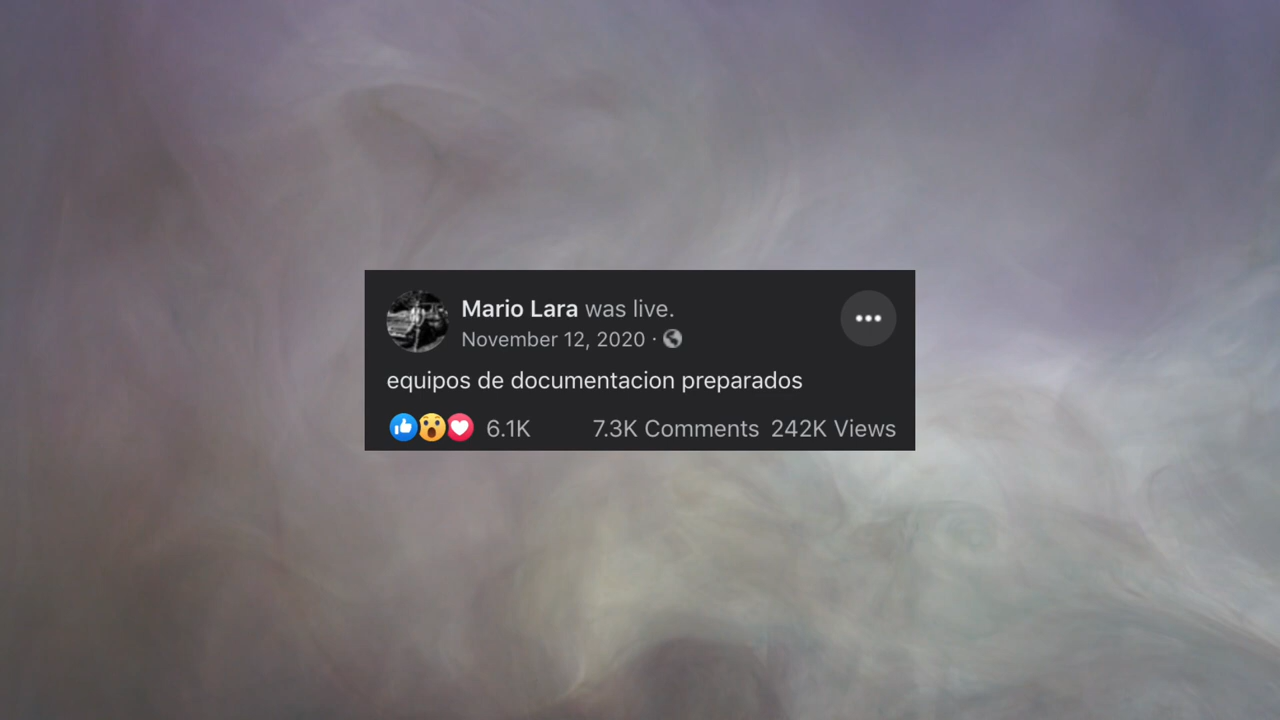 Mario Lara was live.
November 12, 2020 ·
equipos de documentacion preparados
6.1K 7.3K Comments 242K Views